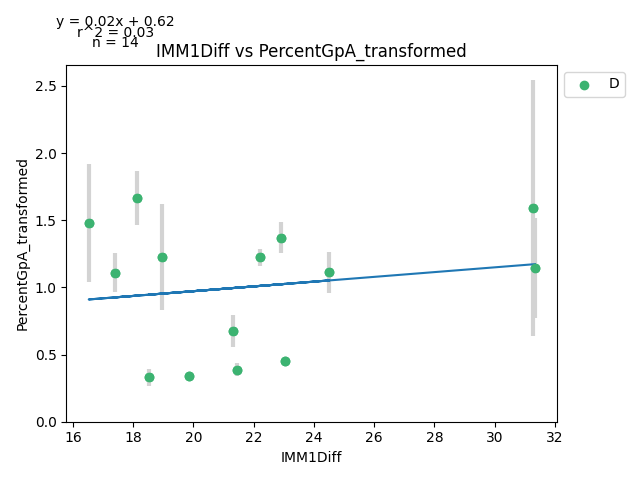 y = 0.02x + 0.62
r^2 = 0.03
n = 14
IMM1Diff vs PercentGpA_transformed
D
PercentGpA_transformed
2.5
2.0
1.5
1.0
0.5
0.0
16 18 20 22 24 26 28 30 32
IMM1Diff